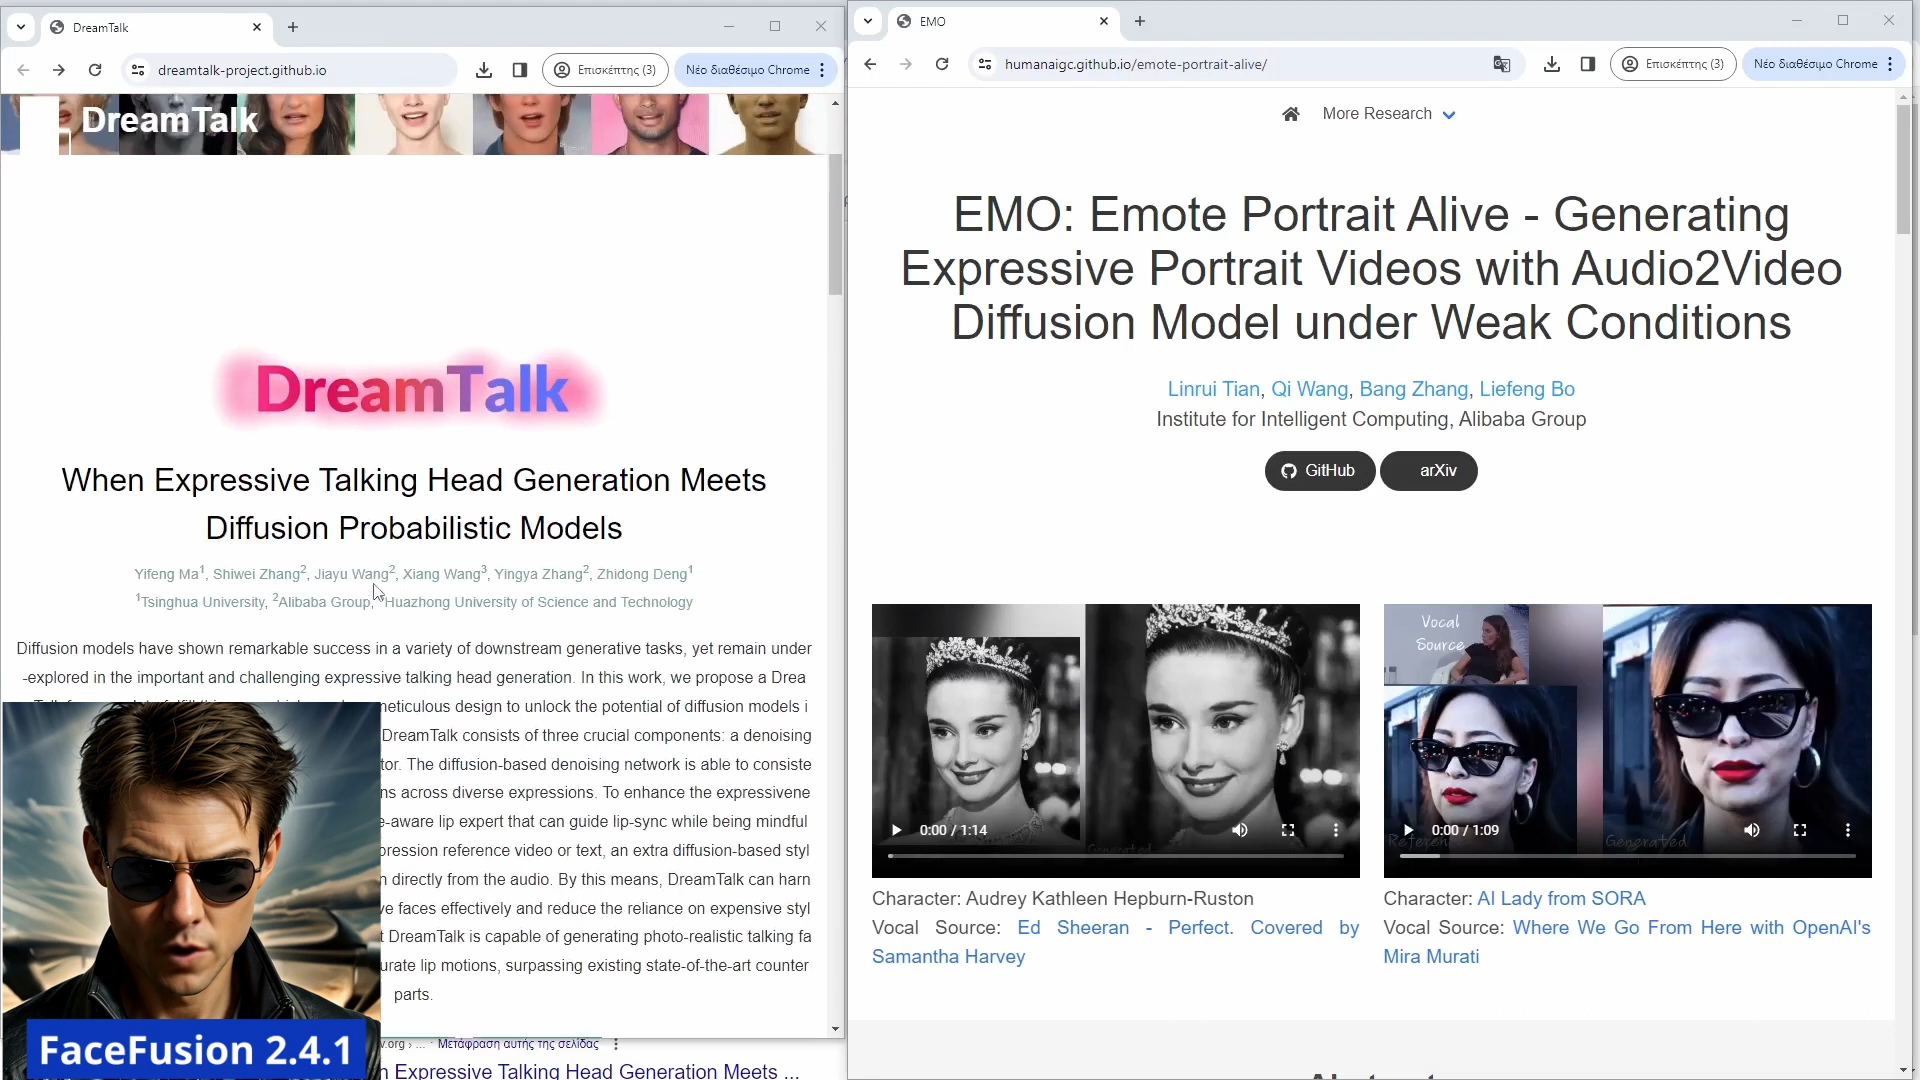 DreamTalk
dreamtalk-project.github.io
Επισκέπτης (3)
Νέο διαθέσιμο Chrome
DreamTalk
DreamTalk
When Expressive Talking Head Generation Meets
Diffusion Probabilistic Models
Yifeng Ma1, Shiwei Zhang2, Jiayu Wang2, Xiang Wang3, Yingya Zhang2, Zhidong Deng1
1Tsinghua University, 2Alibaba Group, Huazhong University of Science and Technology
Diffusion models have shown remarkable success in a variety of downstream generative tasks, yet remain under
-explored in the important and challenging expressive talking head generation. In this work, we propose a Drea
meticulous design to unlock the potential of diffusion models i
DreamTalk consists of three crucial components: a denoising
tor. The diffusion-based denoising network is able to consiste
ns across diverse expressions. To enhance the expressivene
e-aware lip expert that can guide lip-sync while being mindful
pression reference video or text, an extra diffusion-based styl
n directly from the audio. By this means, DreamTalk can harn
ve faces effectively and reduce the reliance on expensive styl
t DreamTalk is capable of generating photo-realistic talking fa
urate lip motions, surpassing existing state-of-the-art counter
parts.
FaceFusion 2.4.1
v.org › ... · Μετάφραση αυτής της σελίδας
n Expressive Talking Head Generation Meets ...
EMO
humanaigc.github.io/emote-portrait-alive/
Επισκέπτης (3)
Νέο διαθέσιμο Chrome
More Research
EMO: Emote Portrait Alive - Generating
Expressive Portrait Videos with Audio2Video
Diffusion Model under Weak Conditions
Linrui Tian, Qi Wang, Bang Zhang, Liefeng Bo
Institute for Intelligent Computing, Alibaba Group
GitHub
arXiv
0:00 / 1:14
Generated
Vocal
Source
0:00 / 1:09
Reference
Generated
Character: Audrey Kathleen Hepburn-Ruston
Vocal Source: Ed Sheeran - Perfect. Covered by
Samantha Harvey
Character: AI Lady from SORA
Vocal Source: Where We Go From Here with OpenAI's
Mira Murati